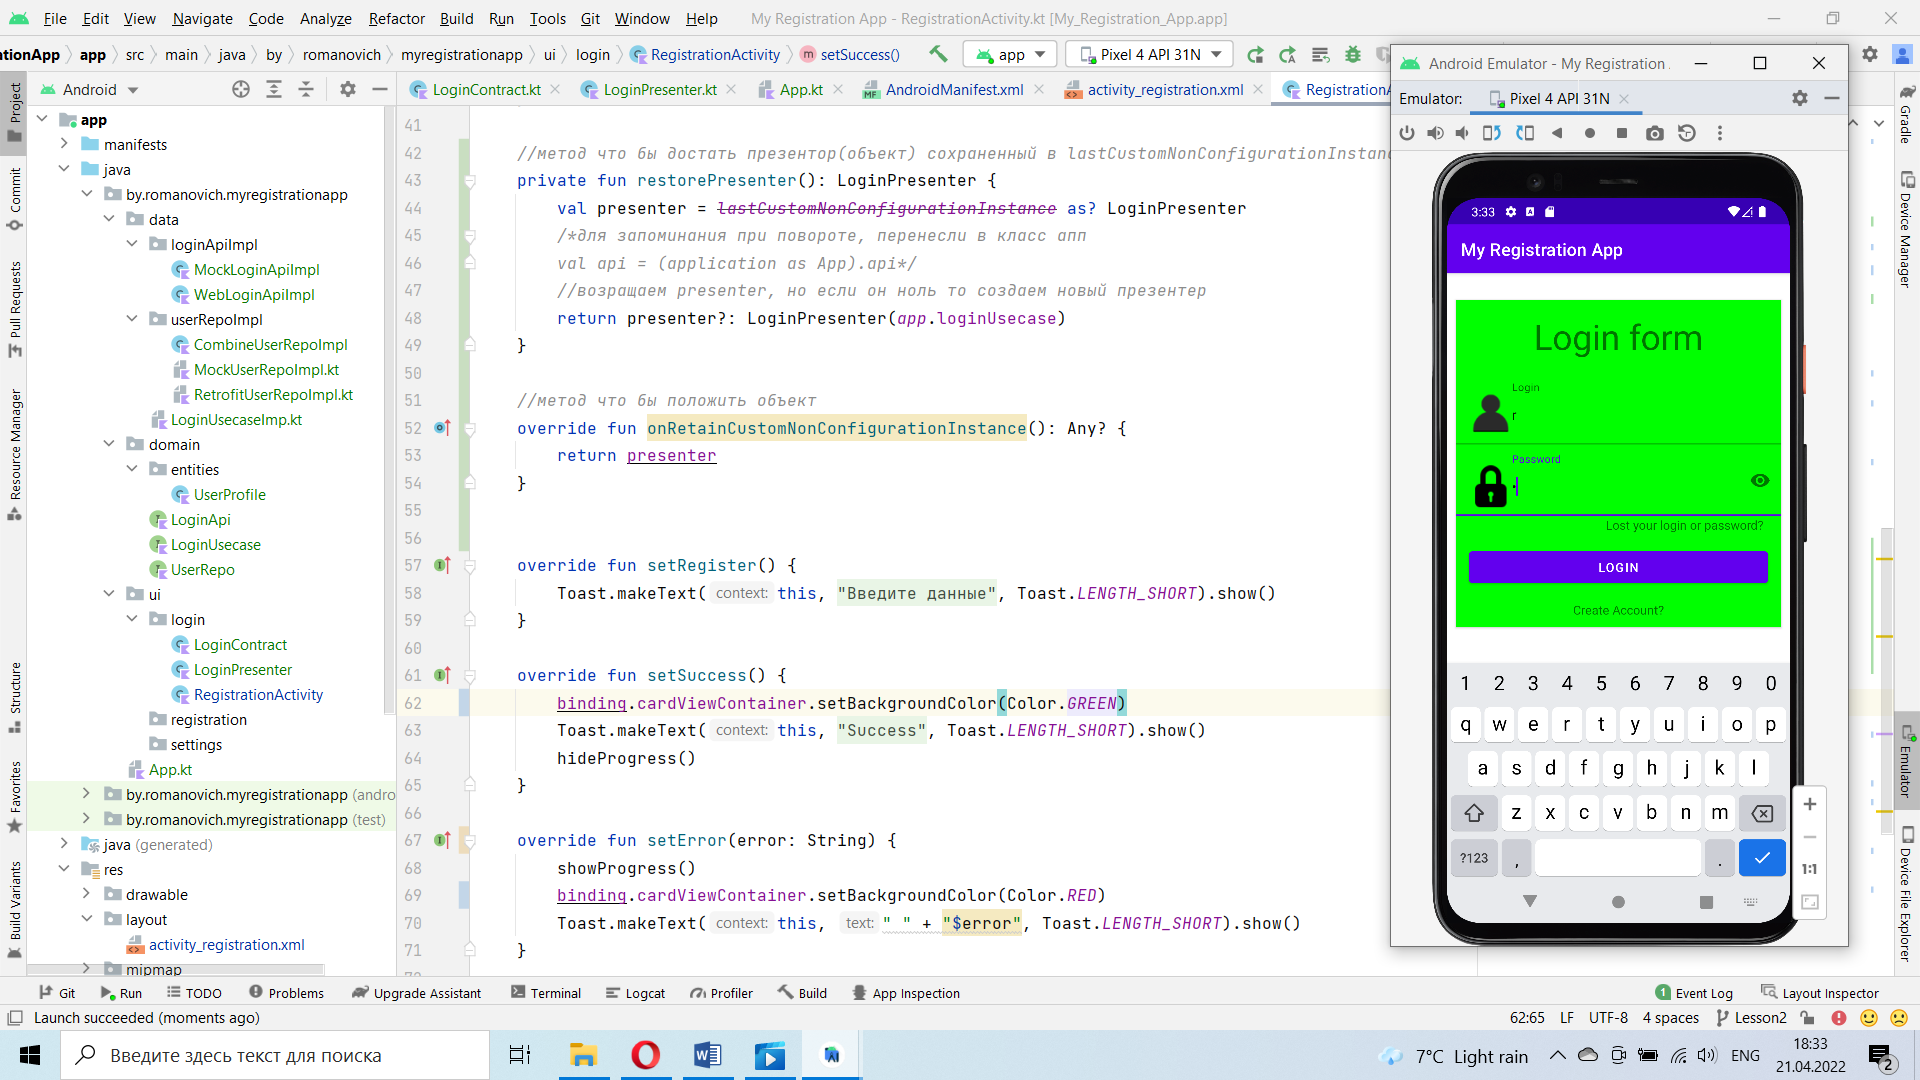 File Edit View Navigate Code Analyze Refactor Build Run Tools Git Window Help My Registration App - RegistrationActivity.kt [My_Registration_App.app]
ationApp app src main java by romanovich myregistrationapp ui login RegistrationActivity setSuccess() app Pixel 4 API 31N
Android
LoginContract.kt LoginPresenter.kt App.kt AndroidManifest.xml activity_registration.xml RegistrationA
Project
Commit
Pull Requests
Resource Manager
Structure
Favorites
Build Variants
app
manifests
java
by.romanovich.myregistrationapp
data
loginApiImpl
MockLoginApiImpl
WebLoginApiImpl
userRepoImpl
CombineUserRepoImpl
MockUserRepoImpl.kt
RetrofitUserRepoImpl.kt
LoginUsecaseImp.kt
domain
entities
UserProfile
LoginApi
LoginUsecase
UserRepo
ui
login
LoginContract
LoginPresenter
RegistrationActivity
registration
settings
App.kt
by.romanovich.myregistrationapp (andro
by.romanovich.myregistrationapp (test)
java (generated)
res
drawable
layout
activity_registration.xml
mipmap
41
42 //метод что бы достать презентор(объект) сохраненный в lastCustomNonConfigurationInstanc
43 private fun restorePresenter(): LoginPresenter {
44 val presenter = lastCustomNonConfigurationInstance as? LoginPresenter
45 /*для запоминания при повороте, перенесли в класс апп
46 val api = (application as App).api*/
47 //возращаем presenter, но если он ноль то создаем новый презентер
48 return presenter?: LoginPresenter(app.loginUsecase)
49 }
50
51 //метод что бы положить объект
52 override fun onRetainCustomNonConfigurationInstance(): Any? {
53 return presenter
54 }
55
56
57 override fun setRegister() {
58 Toast.makeText( context: this, "Введите данные", Toast.LENGTH_SHORT).show()
59 }
60
61 override fun setSuccess() {
62 binding.cardViewContainer.setBackgroundColor(Color.GREEN)
63 Toast.makeText( context: this, "Success", Toast.LENGTH_SHORT).show()
64 hideProgress()
65 }
66
67 override fun setError(error: String) {
68 showProgress()
69 binding.cardViewContainer.setBackgroundColor(Color.RED)
70 Toast.makeText( context: this, text: " " + "$error", Toast.LENGTH_SHORT).show()
71 }
Android Emulator - My Registration
Emulator: Pixel 4 API 31N
3:33
My Registration App
Login form
Login
r
Password
Lost your login or password?
LOGIN
Create Account?
1 2 3 4 5 6 7 8 9 0
q w e r t y u i o p
a s d f g h j k l
z x c v b n m
?123 , .
1:1
Gradle
Device Manager
Emulator
Device File Explorer
Git Run TODO Problems Upgrade Assistant Terminal Logcat Profiler Build App Inspection 1 Event Log Layout Inspector
Launch succeeded (moments ago) 62:65 LF UTF-8 4 spaces Lesson2
Введите здесь текст для поиска
7°C Light rain ENG
18:33
21.04.2022
2